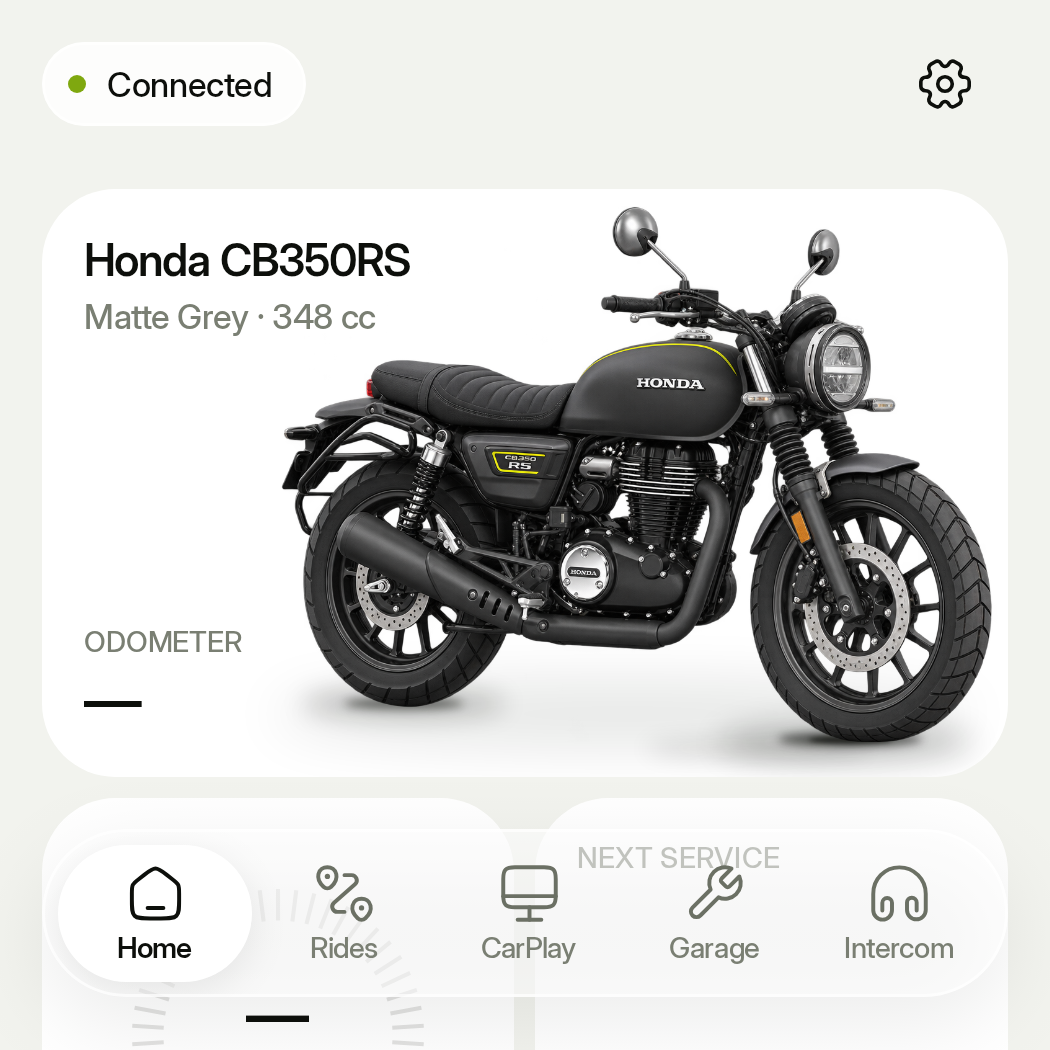 Connected
Honda CB350RS
Matte Grey · 348 cc
HONDA
CB350
RS
HONDA
ODOMETER
—
NEXT SERVICE
—
Home
Rides
CarPlay
Garage
Intercom